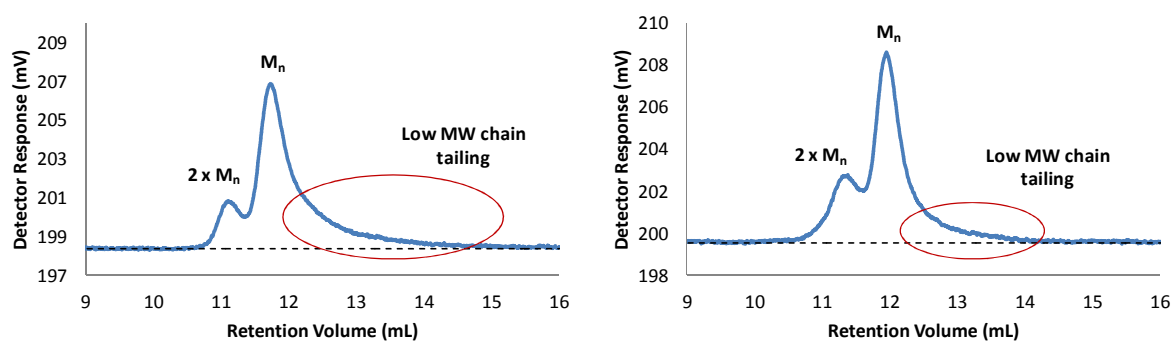 209
207
205
203
201
199
197
Detector Response (mV)
Mₙ
2 x Mₙ
Low MW chain
tailing
9 10 11 12 13 14 15 16
Retention Volume (mL)
210
208
206
204
202
200
198
Detector Response (mV)
Mₙ
2 x Mₙ
Low MW chain
tailing
9 10 11 12 13 14 15 16
Retention Volume (mL)